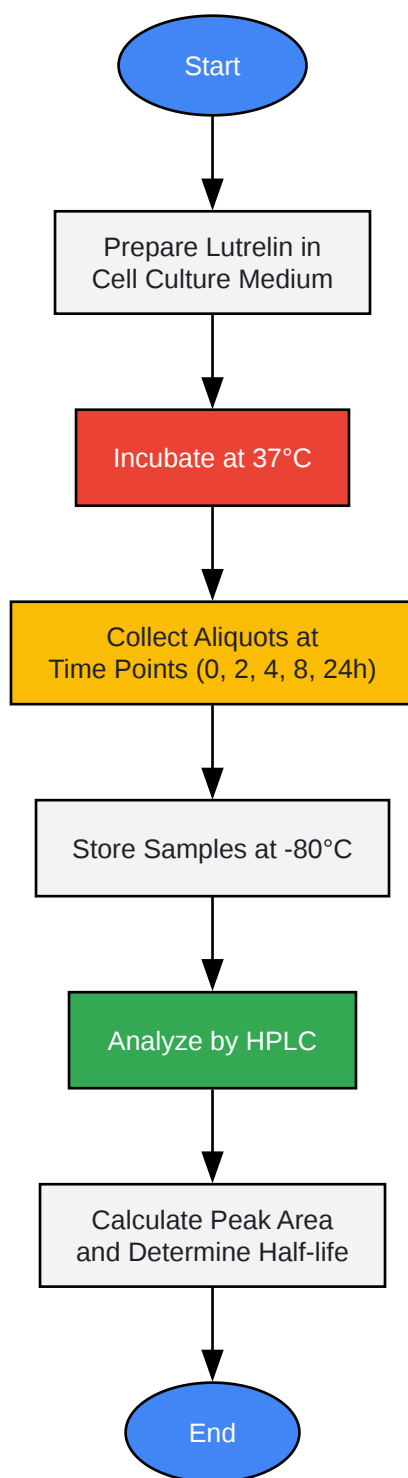 Start
Prepare Lutrelin in
Cell Culture Medium
Incubate at 37°C
Collect Aliquots at
Time Points (0, 2, 4, 8, 24h)
Store Samples at -80°C
Analyze by HPLC
Calculate Peak Area
and Determine Half-life
End